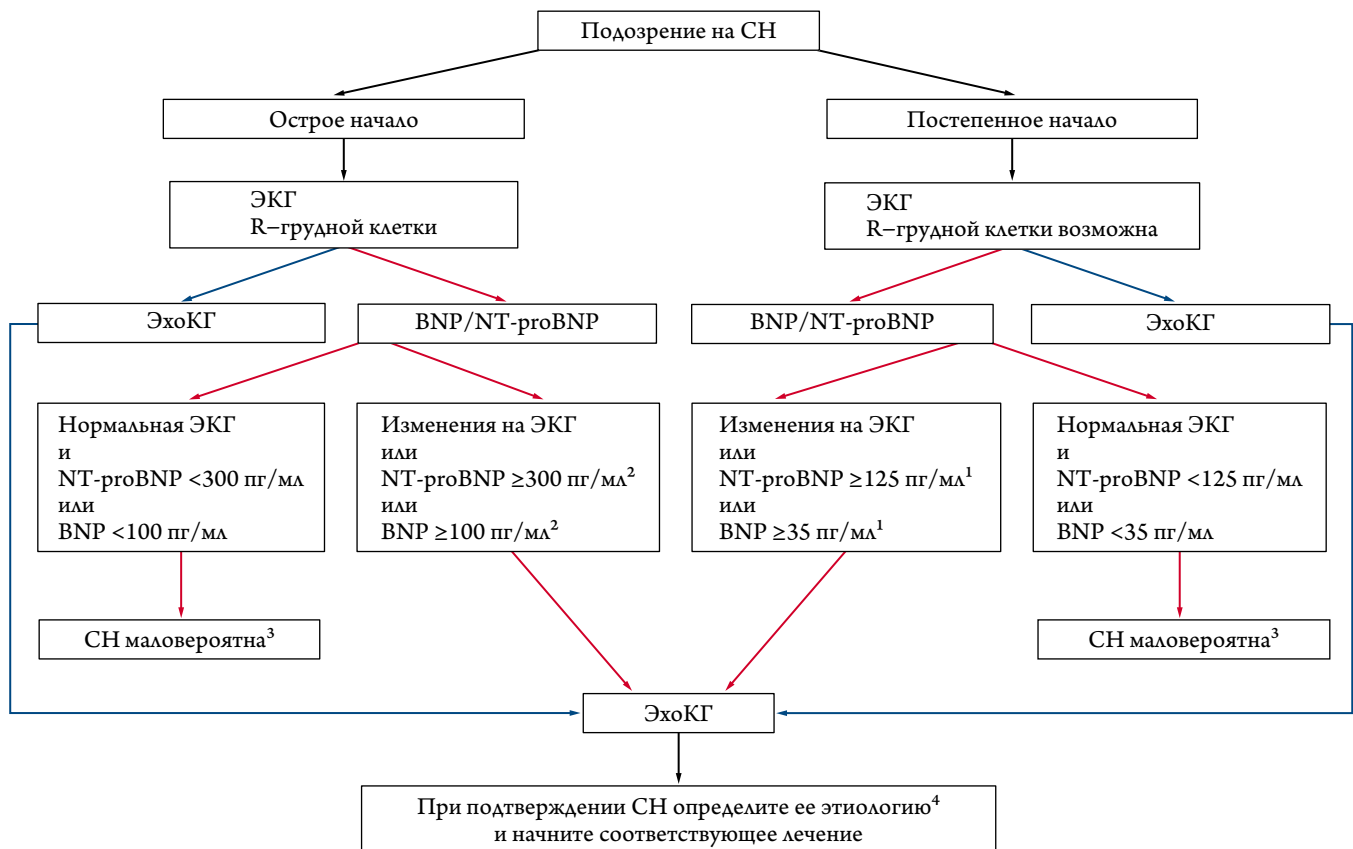 Подозрение на СН
Острое начало
Постепенное начало
ЭКГ
R–грудной клетки
ЭКГ
R–грудной клетки возможна
ЭхоКГ
BNP/NT-proBNP
BNP/NT-proBNP
ЭхоКГ
Нормальная ЭКГ
и
NT-proBNP <300 пг/мл
или
BNP <100 пг/мл
Изменения на ЭКГ
или
NT-proBNP ≥300 пг/мл²
или
BNP ≥100 пг/мл²
Изменения на ЭКГ
или
NT-proBNP ≥125 пг/мл¹
или
BNP ≥35 пг/мл¹
Нормальная ЭКГ
и
NT-proBNP <125 пг/мл
или
BNP <35 пг/мл
СН маловероятна³
СН маловероятна³
ЭхоКГ
При подтверждении СН определите ее этиологию⁴
и начните соответствующее лечение